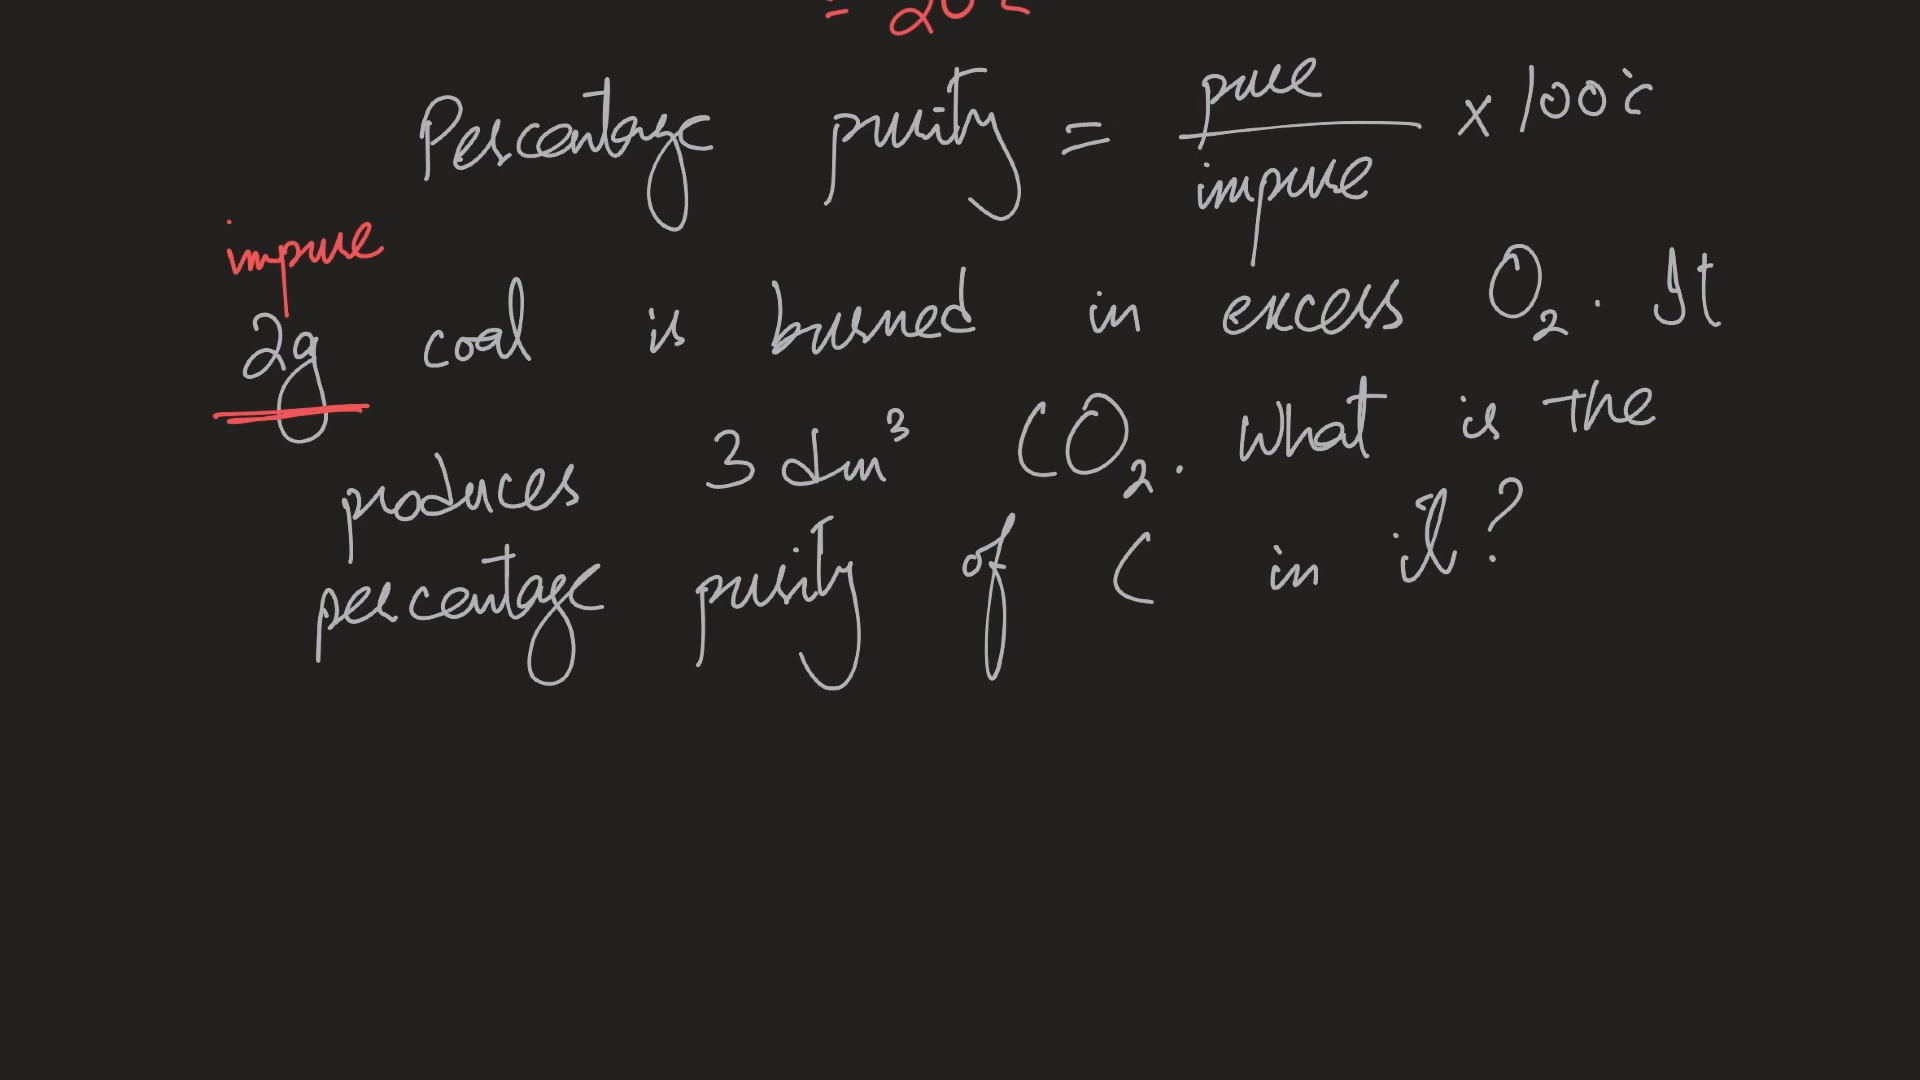 = 20%
Percentage purity = pure / impure x 100%
impure
2g coal is burned in excess O₂. It
produces 3 dm³ CO₂. What is the
percentage purity of C in it?